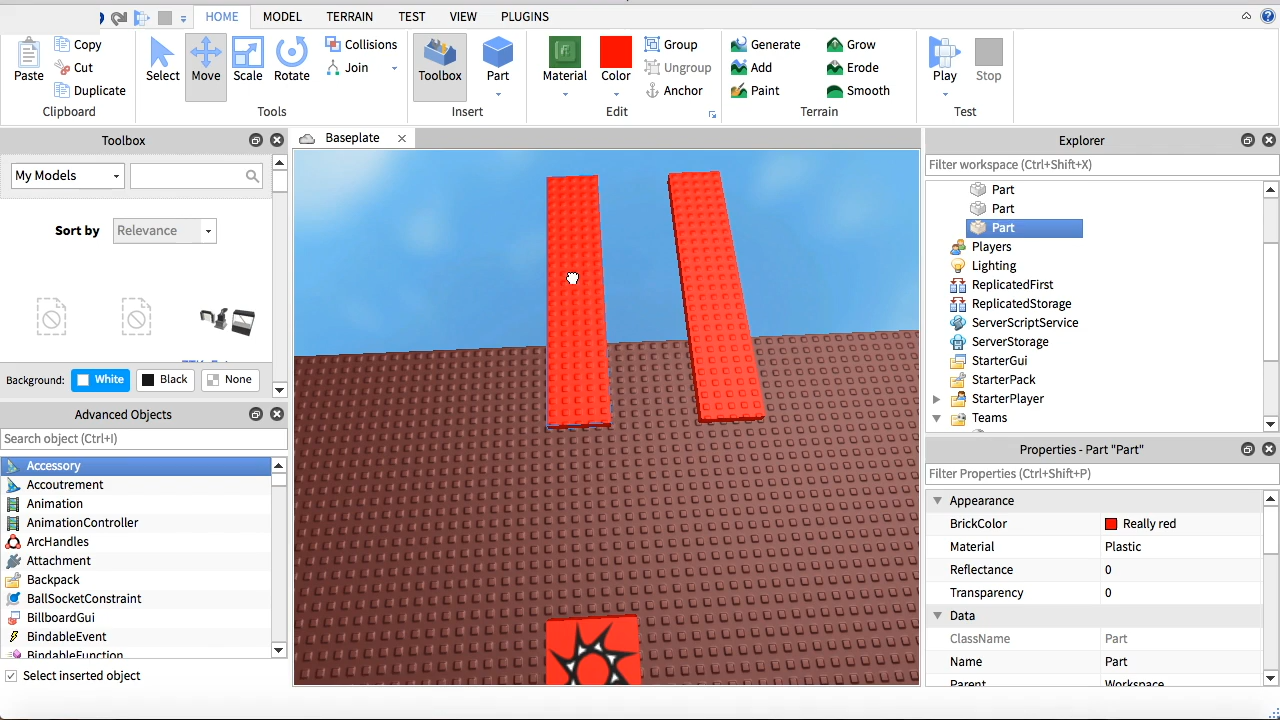 HOME MODEL TERRAIN TEST VIEW PLUGINS
Paste
Copy
Cut
Duplicate
Clipboard
Select
Move
Scale
Rotate
Collisions
Join
Tools
Toolbox
Part
Insert
Material
Color
Group
Ungroup
Anchor
Edit
Generate
Add
Paint
Grow
Erode
Smooth
Terrain
Play
Stop
Test
Toolbox
My Models
Sort by Relevance
Background: White Black None
Advanced Objects
Search object (Ctrl+I)
Accessory
Accoutrement
Animation
AnimationController
ArcHandles
Attachment
Backpack
BallSocketConstraint
BillboardGui
BindableEvent
BindableFunction
Select inserted object
Baseplate
Explorer
Filter workspace (Ctrl+Shift+X)
Part
Part
Part
Players
Lighting
ReplicatedFirst
ReplicatedStorage
ServerScriptService
ServerStorage
StarterGui
StarterPack
StarterPlayer
Teams
Properties - Part "Part"
Filter Properties (Ctrl+Shift+P)
Appearance
BrickColor Really red
Material Plastic
Reflectance 0
Transparency 0
Data
ClassName Part
Name Part
Parent Workspace